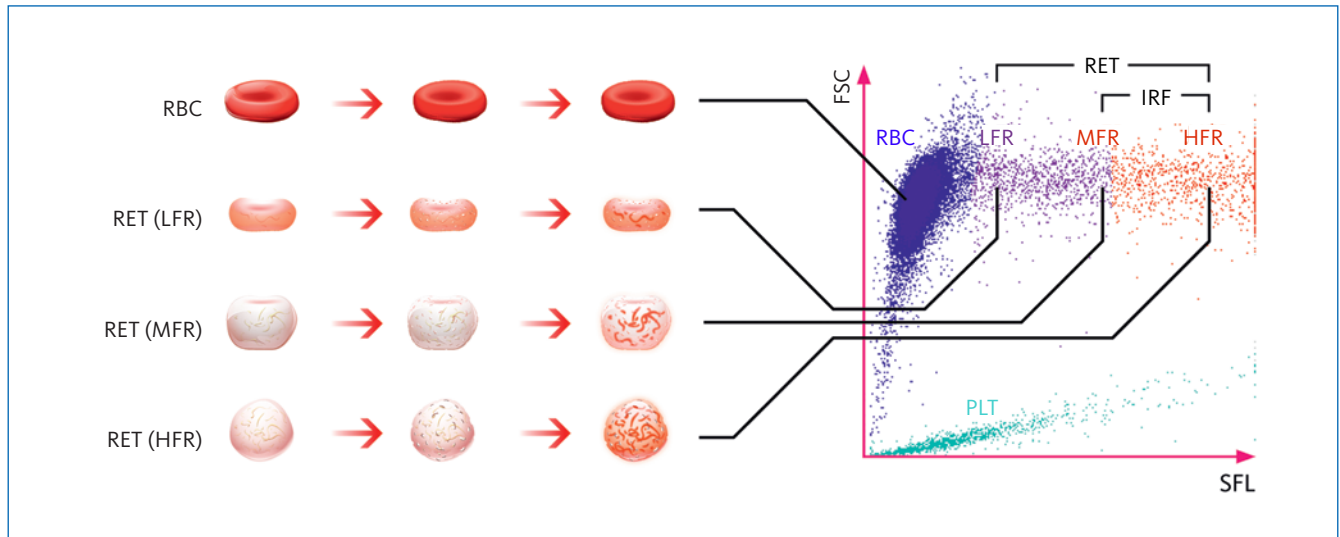 RBC
RET (LFR)
RET (MFR)
RET (HFR)
FSC
RET
IRF
RBC
LFR
MFR
HFR
PLT
SFL